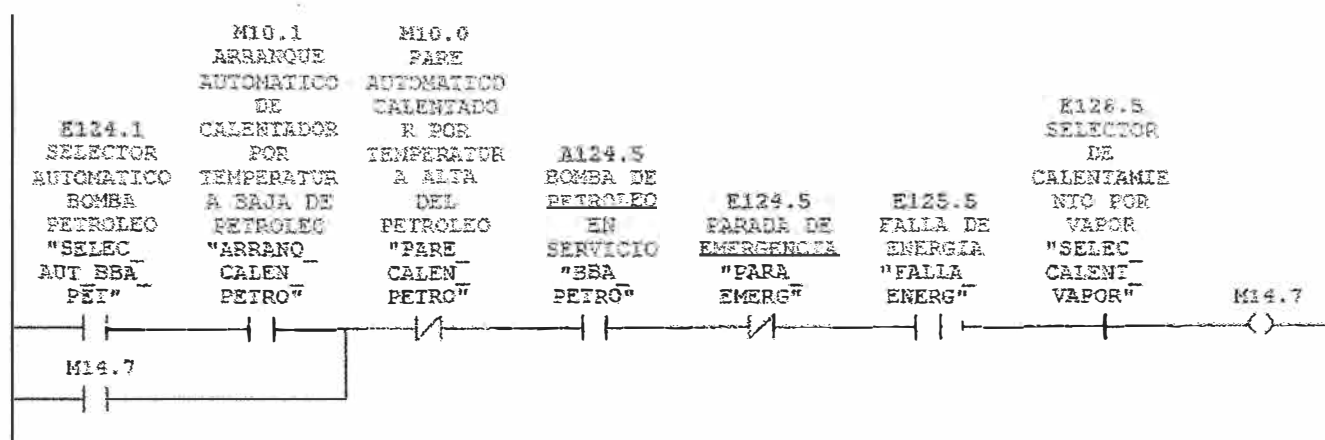 M10.1
ARRANQUE
AUTOMATICO
DE
CALENTADOR
POR
TEMPERATUR
A BAJA DE
PETROLEO
"ARRANQ_
CALEN_
PETRO"
M10.0
PARE
AUTOMATICO
CALENTADO
R POR
TEMPERATUR
A ALTA
DEL
PETROLEO
"PARE_
CALEN_
PETRO"
E124.1
SELECTOR
AUTOMATICO
BOMBA
PETROLEO
"SELEC_
AUT_BBA_
PET"
A124.5
BOMBA DE
PETROLEO
EN
SERVICIO
"BBA_
PETRO"
E124.5
PARADA DE
EMERGENCIA
"PARA_
EMERG"
E125.5
FALLA DE
ENERGIA
"FALLA_
ENERG"
E126.5
SELECTOR
DE
CALENTAMIE
NTO POR
VAPOR
"SELEC_
CALENT_
VAPOR"
M14.7
M14.7